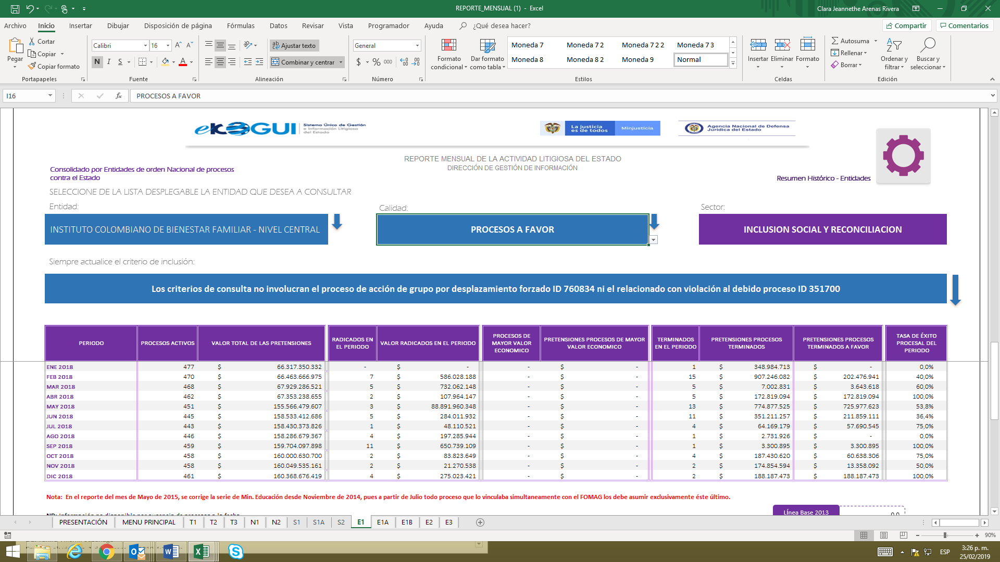 REPORTE_MENSUAL (1) - Excel
Clara Jeannethe Arenas Rivera
Archivo Inicio Insertar Dibujar Disposición de página Fórmulas Datos Revisar Vista Programador Ayuda ¿Qué desea hacer? Compartir Comentarios
Pegar
Cortar
Copiar
Copiar formato
Portapapeles
Calibri 16
N I S
Fuente
Ajustar texto
Combinar y centrar
Alineación
General
$ % 000
Número
Formato condicional
Dar formato como tabla
Moneda 7 Moneda 7 2 Moneda 7 2 2 Moneda 7 3
Moneda 8 Moneda 8 2 Moneda 9 Normal
Estilos
Insertar Eliminar Formato
Celdas
Autosuma
Rellenar
Borrar
Ordenar y filtrar
Buscar y seleccionar
Edición
I16 fx PROCESOS A FAVOR
eKOGUI Sistema Único de Gestión
e Información Litigiosa
del Estado
La justicia
es de todos
Minjusticia
Agencia Nacional de Defensa
Jurídica del Estado
REPORTE MENSUAL DE LA ACTIVIDAD LITIGIOSA DEL ESTADO
DIRECCIÓN DE GESTIÓN DE INFORMACIÓN
Consolidado por Entidades de orden Nacional de procesos
contra el Estado
Resumen Histórico - Entidades
SELECCIONE DE LA LISTA DESPLEGABLE LA ENTIDAD QUE DESEA A CONSULTAR
Entidad: Calidad: Sector:
INSTITUTO COLOMBIANO DE BIENESTAR FAMILIAR - NIVEL CENTRAL
PROCESOS A FAVOR
INCLUSION SOCIAL Y RECONCILIACION
Siempre actualice el criterio de inclusión:
Los criterios de consulta no involucran el proceso de acción de grupo por desplazamiento forzado ID 760834 ni el relacionado con violación al debido proceso ID 351700
PERIODO | PROCESOS ACTIVOS | VALOR TOTAL DE LAS PRETENSIONES | RADICADOS EN EL PERIODO | VALOR RADICADOS EN EL PERIODO | PROCESOS DE MAYOR VALOR ECONOMICO | PRETENSIONES PROCESOS DE MAYOR VALOR ECONOMICO | TERMINADOS EN EL PERIODO | PRETENSIONES PROCESOS TERMINADOS | PRETENSIONES PROCESOS TERMINADOS A FAVOR | TASA DE ÉXITO PROCESAL DEL PERIODO
ENE 2018 477 $ 66.317.350.332 - $ - - $ - 1 $ 348.984.713 $ - 0,0%
FEB 2018 470 $ 66.463.666.975 7 $ 586.028.188 - $ - 15 $ 907.246.082 $ 202.476.941 40,0%
MAR 2018 468 $ 67.929.286.521 5 $ 732.062.148 - $ - 5 $ 7.002.831 $ 3.643.618 60,0%
ABR 2018 462 $ 67.353.238.655 2 $ 107.964.147 - $ - 5 $ 172.819.094 $ 172.819.094 100,0%
MAY 2018 451 $ 155.566.479.607 3 $ 88.891.960.348 - $ - 13 $ 774.877.525 $ 725.977.623 53,8%
JUN 2018 445 $ 158.533.412.686 5 $ 284.011.932 - $ - 11 $ 351.211.257 $ 211.859.111 36,4%
JUL 2018 443 $ 158.430.373.826 1 $ 48.110.521 - $ - 4 $ 64.169.179 $ 57.690.545 75,0%
AGO 2018 446 $ 158.286.679.367 4 $ 197.285.944 - $ - 1 $ 2.731.926 $ - 0,0%
SEP 2018 459 $ 159.704.097.898 11 $ 650.739.109 - $ - 1 $ 3.300.895 $ 3.300.895 100,0%
OCT 2018 458 $ 160.000.630.700 2 $ 83.823.649 - $ - 4 $ 187.430.620 $ 60.638.306 75,0%
NOV 2018 458 $ 160.049.535.161 2 $ 21.270.538 - $ - 2 $ 174.854.594 $ 13.358.092 50,0%
DIC 2018 461 $ 160.368.676.419 4 $ 275.023.421 - $ - 2 $ 188.187.473 $ 188.187.473 100,0%
Nota: En el reporte del mes de Mayo de 2015, se corrige la serie de Min. Educación desde Noviembre de 2014, pues a partir de Julio todo proceso que lo vinculaba simultaneamente con el FOMAG los debe asumir exclusivamente éste último.
Línea Base 2013
PRESENTACIÓN MENU PRINCIPAL T1 T2 T3 N1 N2 S1 S1A S2 E1 E1A E1B E2 E3
90%
ESP
3:26 p. m.
25/02/2019